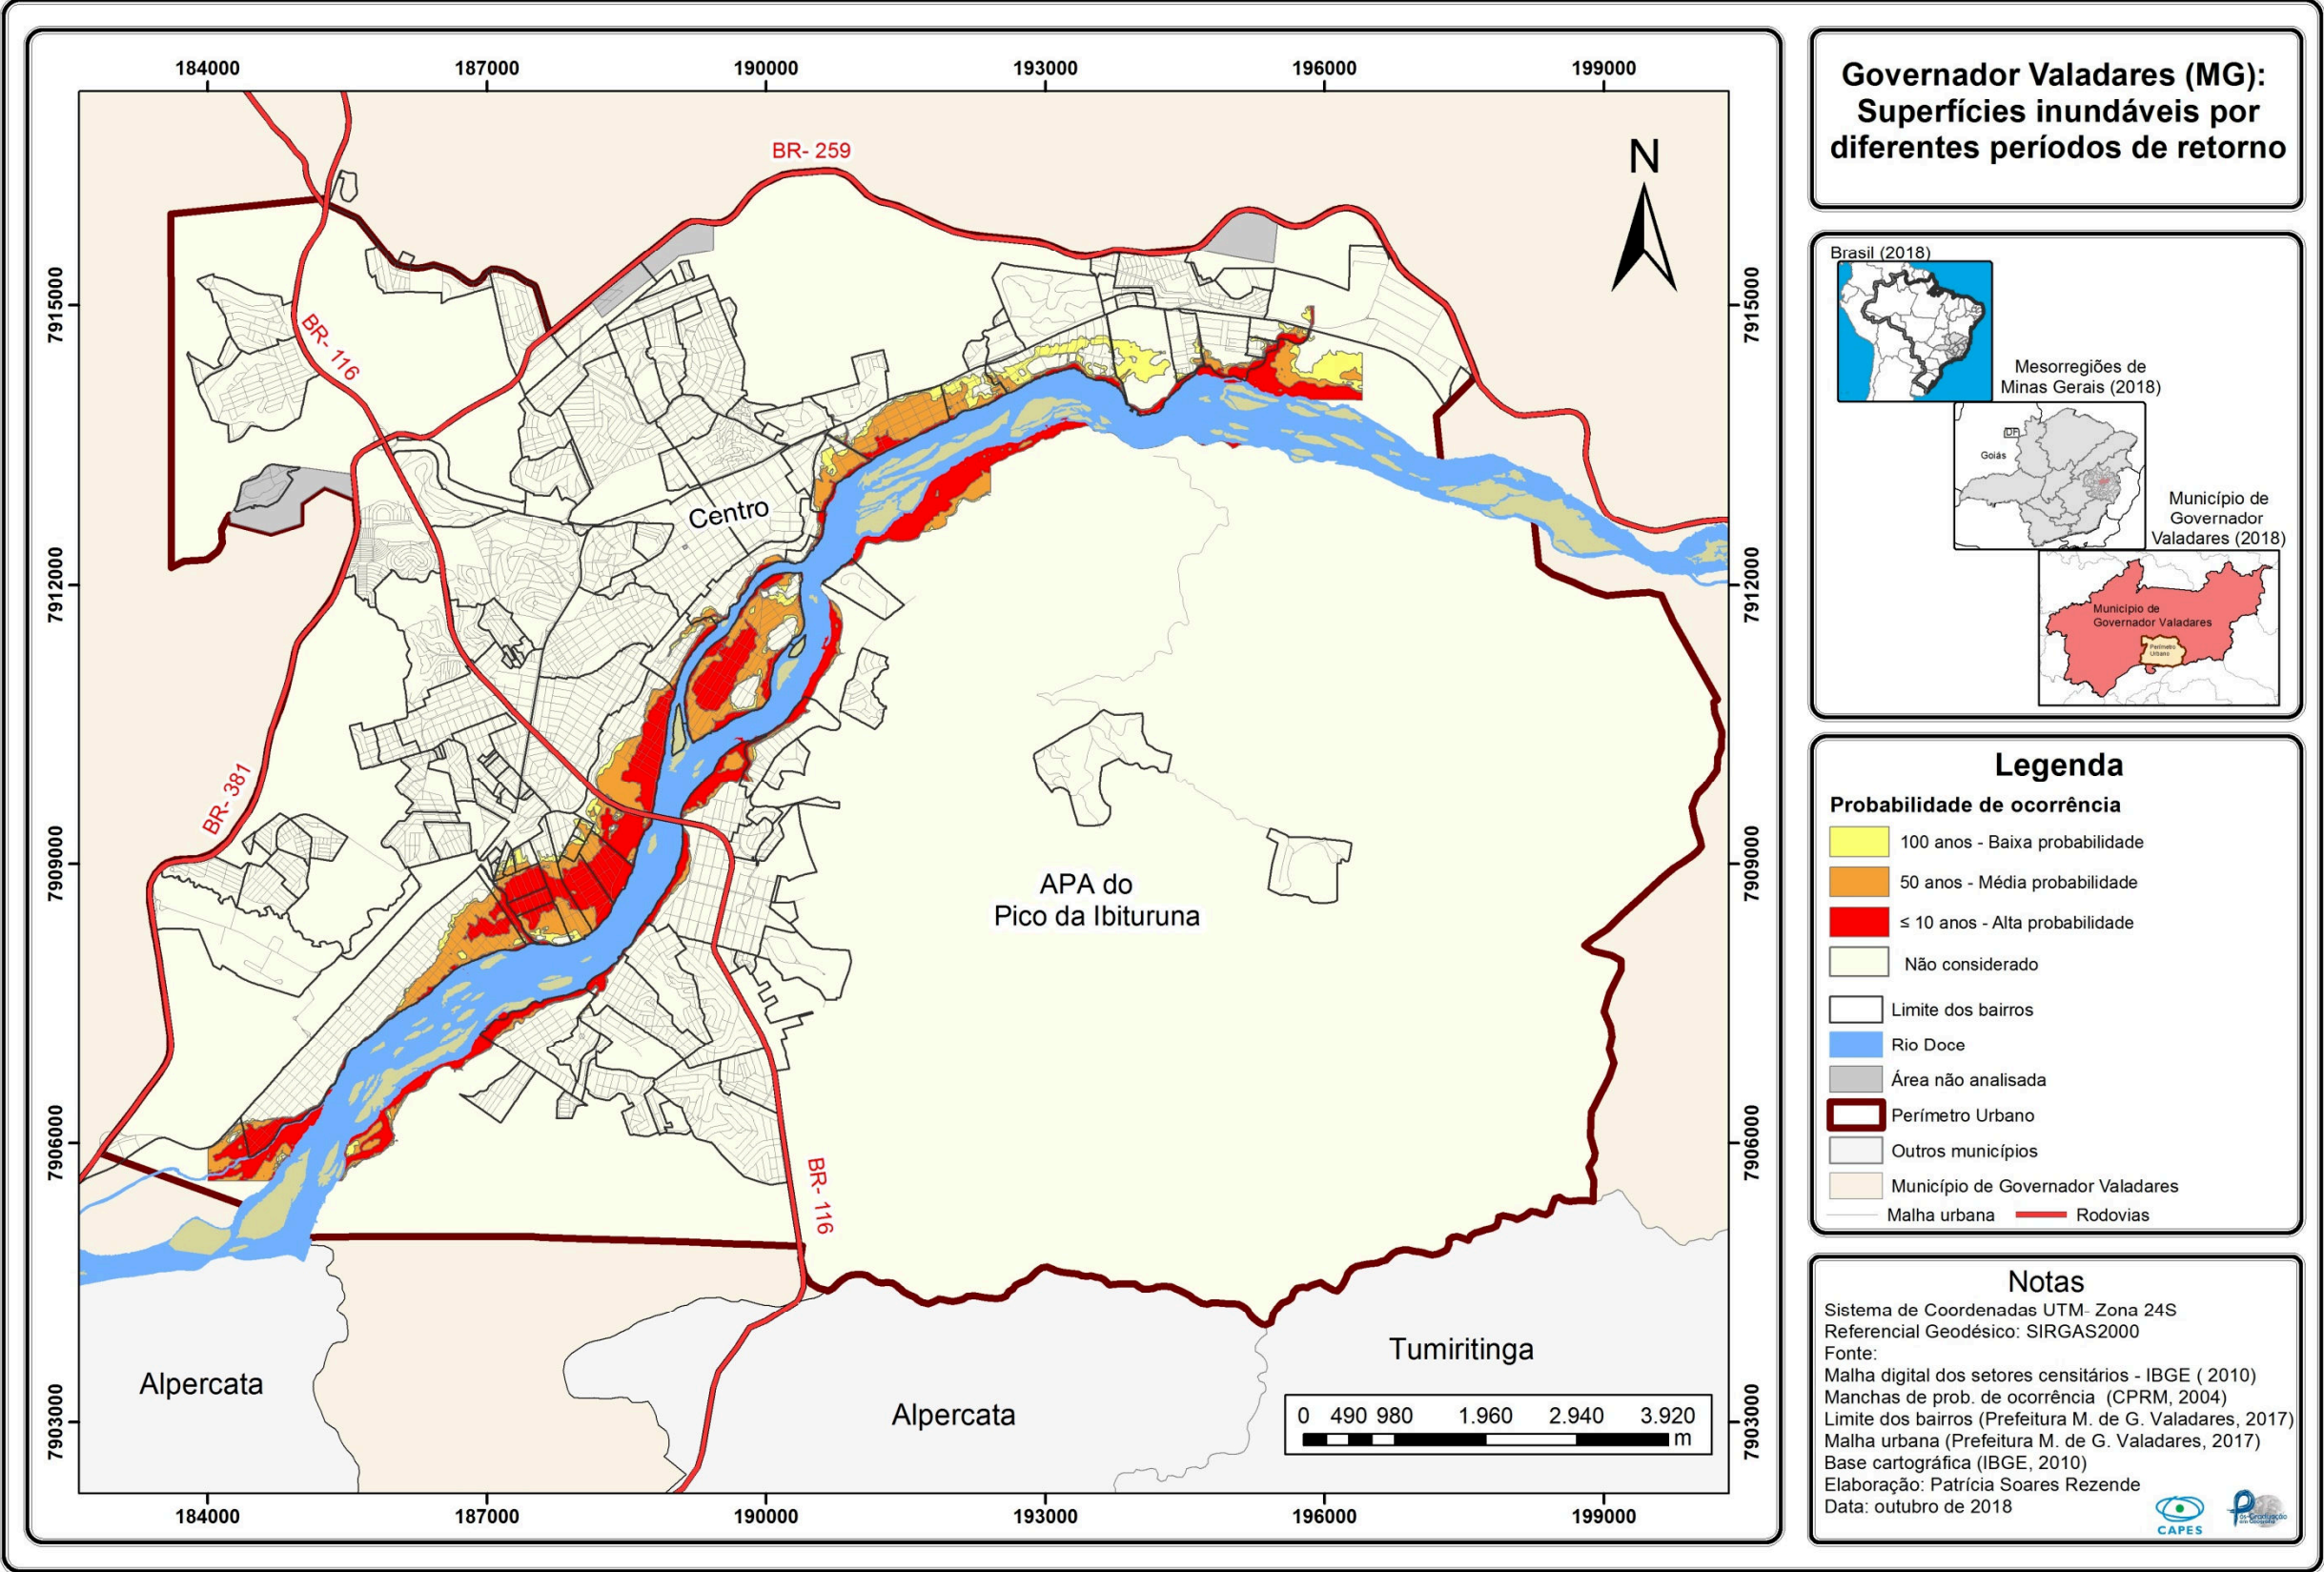 Governador Valadares (MG):
Superfícies inundáveis por
diferentes períodos de retorno
184000
187000
190000
193000
196000
199000
7915000
7912000
7909000
7906000
7903000
7915000
7912000
7909000
7906000
7903000
BR- 259
N
BR- 116
Centro
BR- 381
APA do
Pico da Ibituruna
BR- 116
Alpercata
Alpercata
Tumiritinga
0 490 980 1.960 2.940 3.920
m
184000
187000
190000
193000
196000
199000
Brasil (2018)
Mesorregiões de
Minas Gerais (2018)
DF
Goiás
Município de
Governador
Valadares (2018)
Município de
Governador Valadares
Perímetro
Urbano
Legenda
Probabilidade de ocorrência
100 anos - Baixa probabilidade
50 anos - Média probabilidade
≤ 10 anos - Alta probabilidade
Não considerado
Limite dos bairros
Rio Doce
Área não analisada
Perímetro Urbano
Outros municípios
Município de Governador Valadares
Malha urbana
Rodovias
Notas
Sistema de Coordenadas UTM- Zona 24S
Referencial Geodésico: SIRGAS2000
Fonte:
Malha digital dos setores censitários - IBGE ( 2010)
Manchas de prob. de ocorrência (CPRM, 2004)
Limite dos bairros (Prefeitura M. de G. Valadares, 2017)
Malha urbana (Prefeitura M. de G. Valadares, 2017)
Base cartográfica (IBGE, 2010)
Elaboração: Patrícia Soares Rezende
Data: outubro de 2018
CAPES
Pós-Graduação